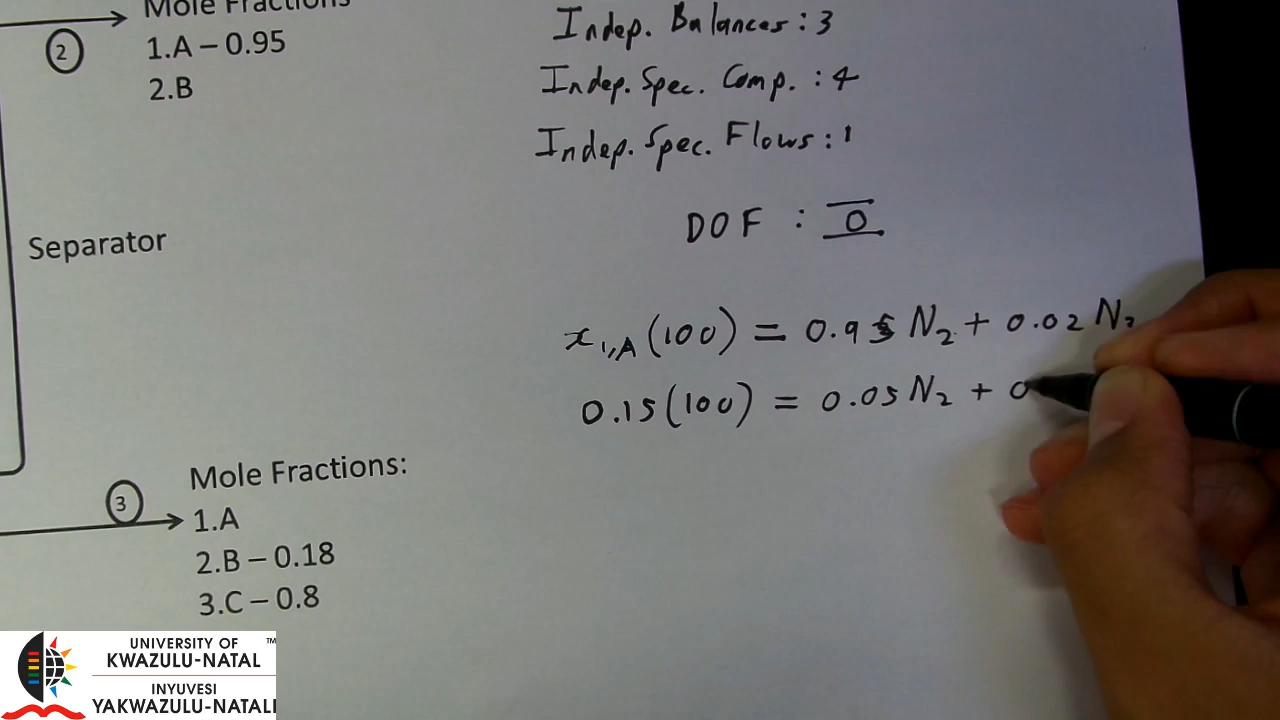 Mole Fractions
2
1.A – 0.95
2.B
Separator
Indep. Balances : 3
Indep. Spec. Comp. : 4
Indep. Spec. Flows : 1
DOF : 0
x1,A (100) = 0.95 N2 + 0.02 N3
0.15 (100) = 0.05 N2 + 0
3
Mole Fractions:
1.A
2.B – 0.18
3.C – 0.8
UNIVERSITY OF ™
KWAZULU-NATAL
INYUVESI
YAKWAZULU-NATALI